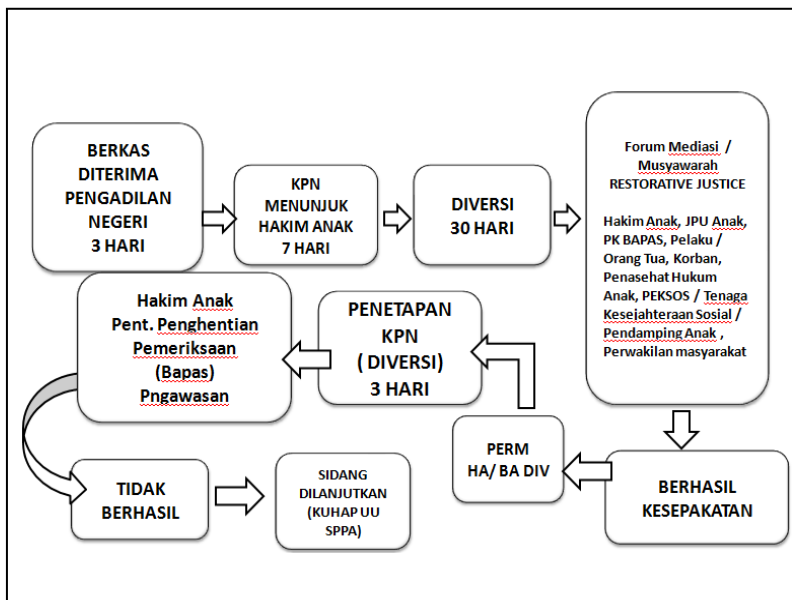 BERKAS
DITERIMA
PENGADILAN
NEGERI
3 HARI
KPN
MENUNJUK
HAKIM ANAK
7 HARI
DIVERSI
30 HARI
Forum Mediasi /
Musyawarah
RESTORATIVE JUSTICE
Hakim Anak, JPU Anak,
PK BAPAS, Pelaku /
Orang Tua, Korban,
Penasehat Hukum
Anak, PEKSOS / Tenaga
Kesejahteraan Sosial /
Pendamping Anak ,
Perwakilan masyarakat
BERHASIL
KESEPAKATAN
PERM
HA/ BA DIV
PENETAPAN
KPN
( DIVERSI)
3 HARI
Hakim Anak
Pent. Penghentian
Pemeriksaan
(Bapas)
Pngawasan
TIDAK
BERHASIL
SIDANG
DILANJUTKAN
(KUHAP UU
SPPA)